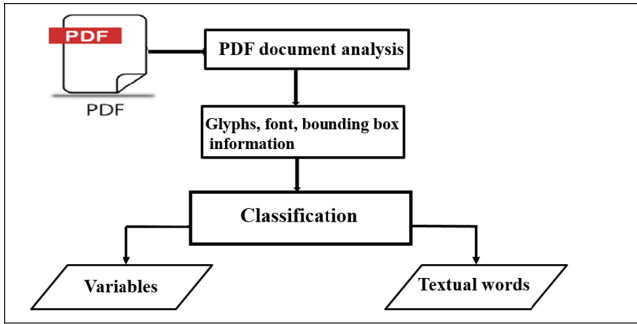 PDF
PDF
PDF document analysis
Glyphs, font, bounding box
information
Classification
Variables
Textual words